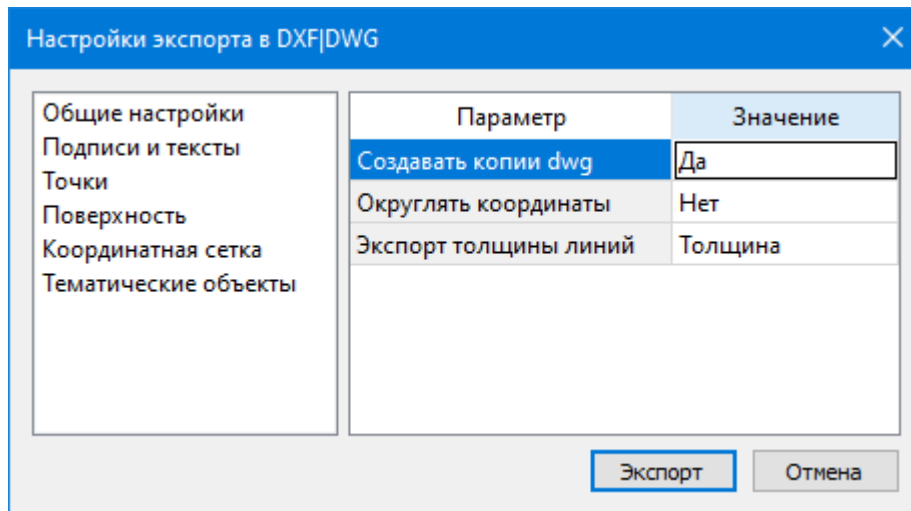 Настройки экспорта в DXF|DWG
Общие настройки
Подписи и тексты
Точки
Поверхность
Координатная сетка
Тематические объекты
Параметр Значение
Создавать копии dwg Да
Округлять координаты Нет
Экспорт толщины линий Толщина
Экспорт Отмена